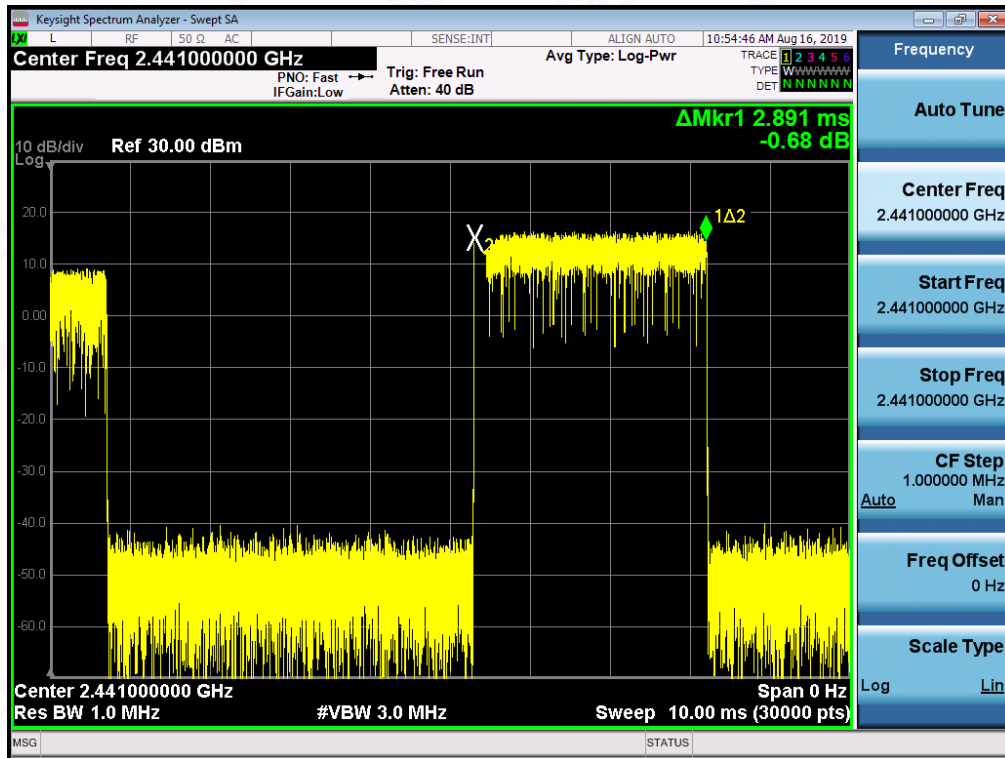 Keysight Spectrum Analyzer - Swept SA
LXI L RF 50 Ω AC SENSE:INT ALIGN AUTO 10:54:46 AM Aug 16, 2019
Center Freq 2.441000000 GHz
PNO: Fast
IFGain:Low
Trig: Free Run
Atten: 40 dB
Avg Type: Log-Pwr
TRACE 1 2 3 4 5 6
TYPE WWWWWW
DET N N N N N N
ΔMkr1 2.891 ms
-0.68 dB
10 dB/div Ref 30.00 dBm
Log
1Δ2
20.0
X2
10.0
0.00
-10.0
-20.0
-30.0
-40.0
-50.0
-60.0
Center 2.441000000 GHz Span 0 Hz
Res BW 1.0 MHz #VBW 3.0 MHz Sweep 10.00 ms (30000 pts)
MSG STATUS
Frequency
Auto Tune
Center Freq
2.441000000 GHz
Start Freq
2.441000000 GHz
Stop Freq
2.441000000 GHz
CF Step
1.000000 MHz
Auto Man
Freq Offset
0 Hz
Scale Type
Log Lin